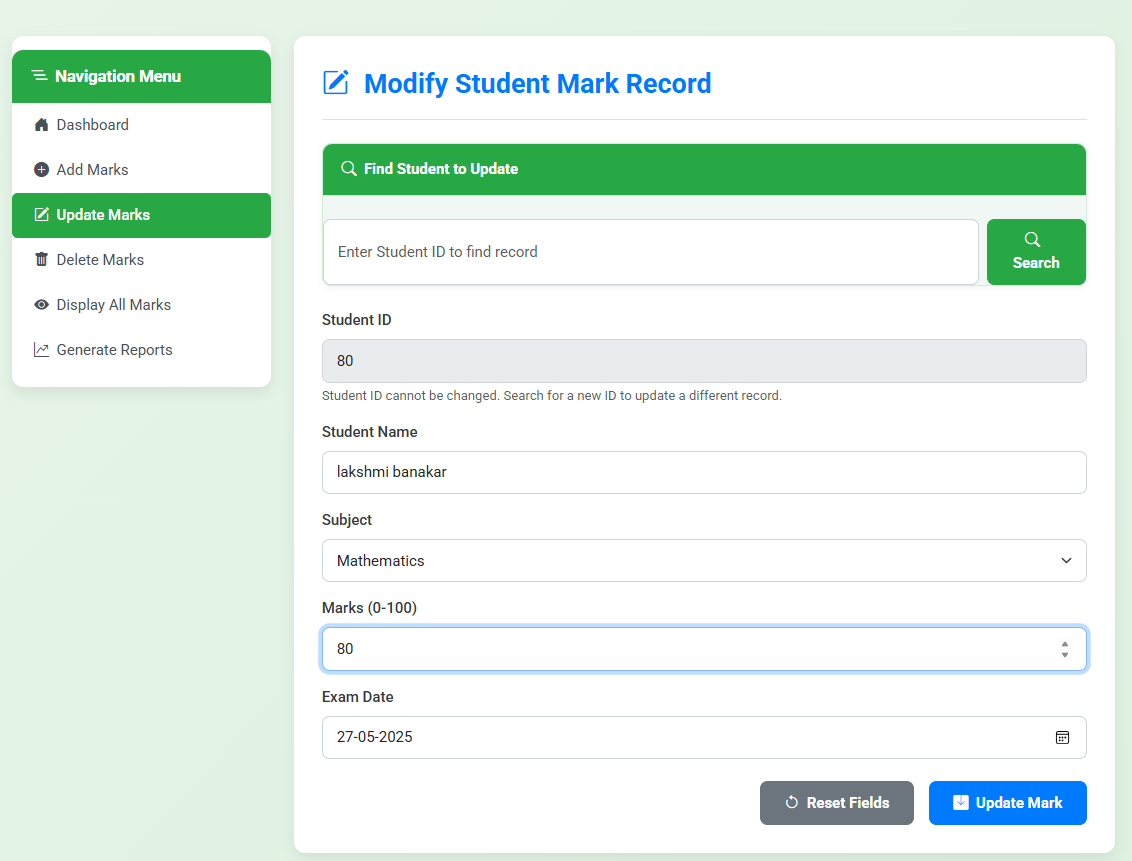 Navigation Menu
Dashboard
Add Marks
Update Marks
Delete Marks
Display All Marks
Generate Reports
Modify Student Mark Record
Find Student to Update
Enter Student ID to find record
Search
Student ID
80
Student ID cannot be changed. Search for a new ID to update a different record.
Student Name
lakshmi banakar
Subject
Mathematics
Marks (0-100)
80
Exam Date
27-05-2025
Reset Fields
Update Mark